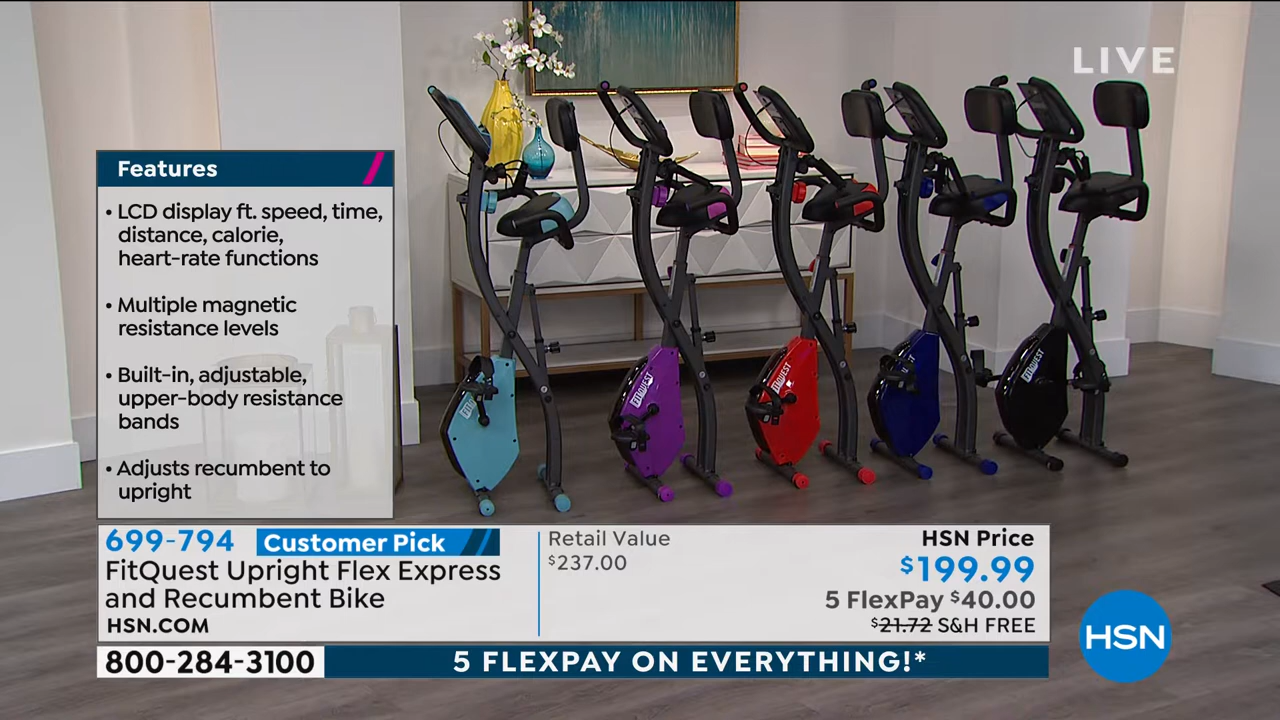 LIVE
Features
• LCD display ft. speed, time,
distance, calorie,
heart-rate functions
• Multiple magnetic
resistance levels
• Built-in, adjustable,
upper-body resistance
bands
• Adjusts recumbent to
upright
FITQUEST
FITQUEST
FITQUEST
699-794 Customer Pick
FitQuest Upright Flex Express
and Recumbent Bike
HSN.COM
Retail Value
$237.00
HSN Price
$199.99
5 FlexPay $40.00
$21.72 S&H FREE
HSN
800-284-3100
5 FLEXPAY ON EVERYTHING!*